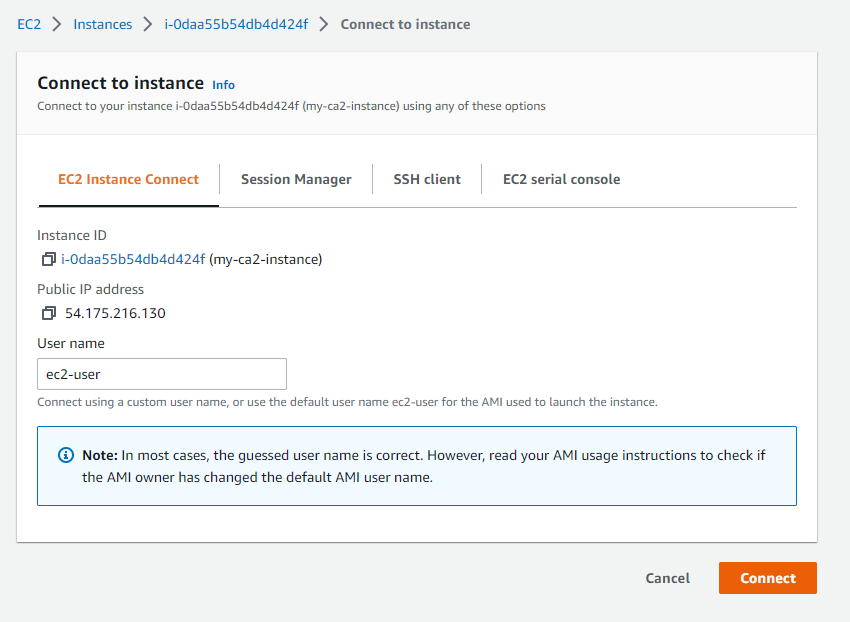 EC2 > Instances > i-0daa55b54db4d424f > Connect to instance
Connect to instance Info
Connect to your instance i-0daa55b54db4d424f (my-ca2-instance) using any of these options
EC2 Instance Connect Session Manager SSH client EC2 serial console
Instance ID
i-0daa55b54db4d424f (my-ca2-instance)
Public IP address
54.175.216.130
User name
ec2-user
Connect using a custom user name, or use the default user name ec2-user for the AMI used to launch the instance.
Note: In most cases, the guessed user name is correct. However, read your AMI usage instructions to check if
the AMI owner has changed the default AMI user name.
Cancel Connect